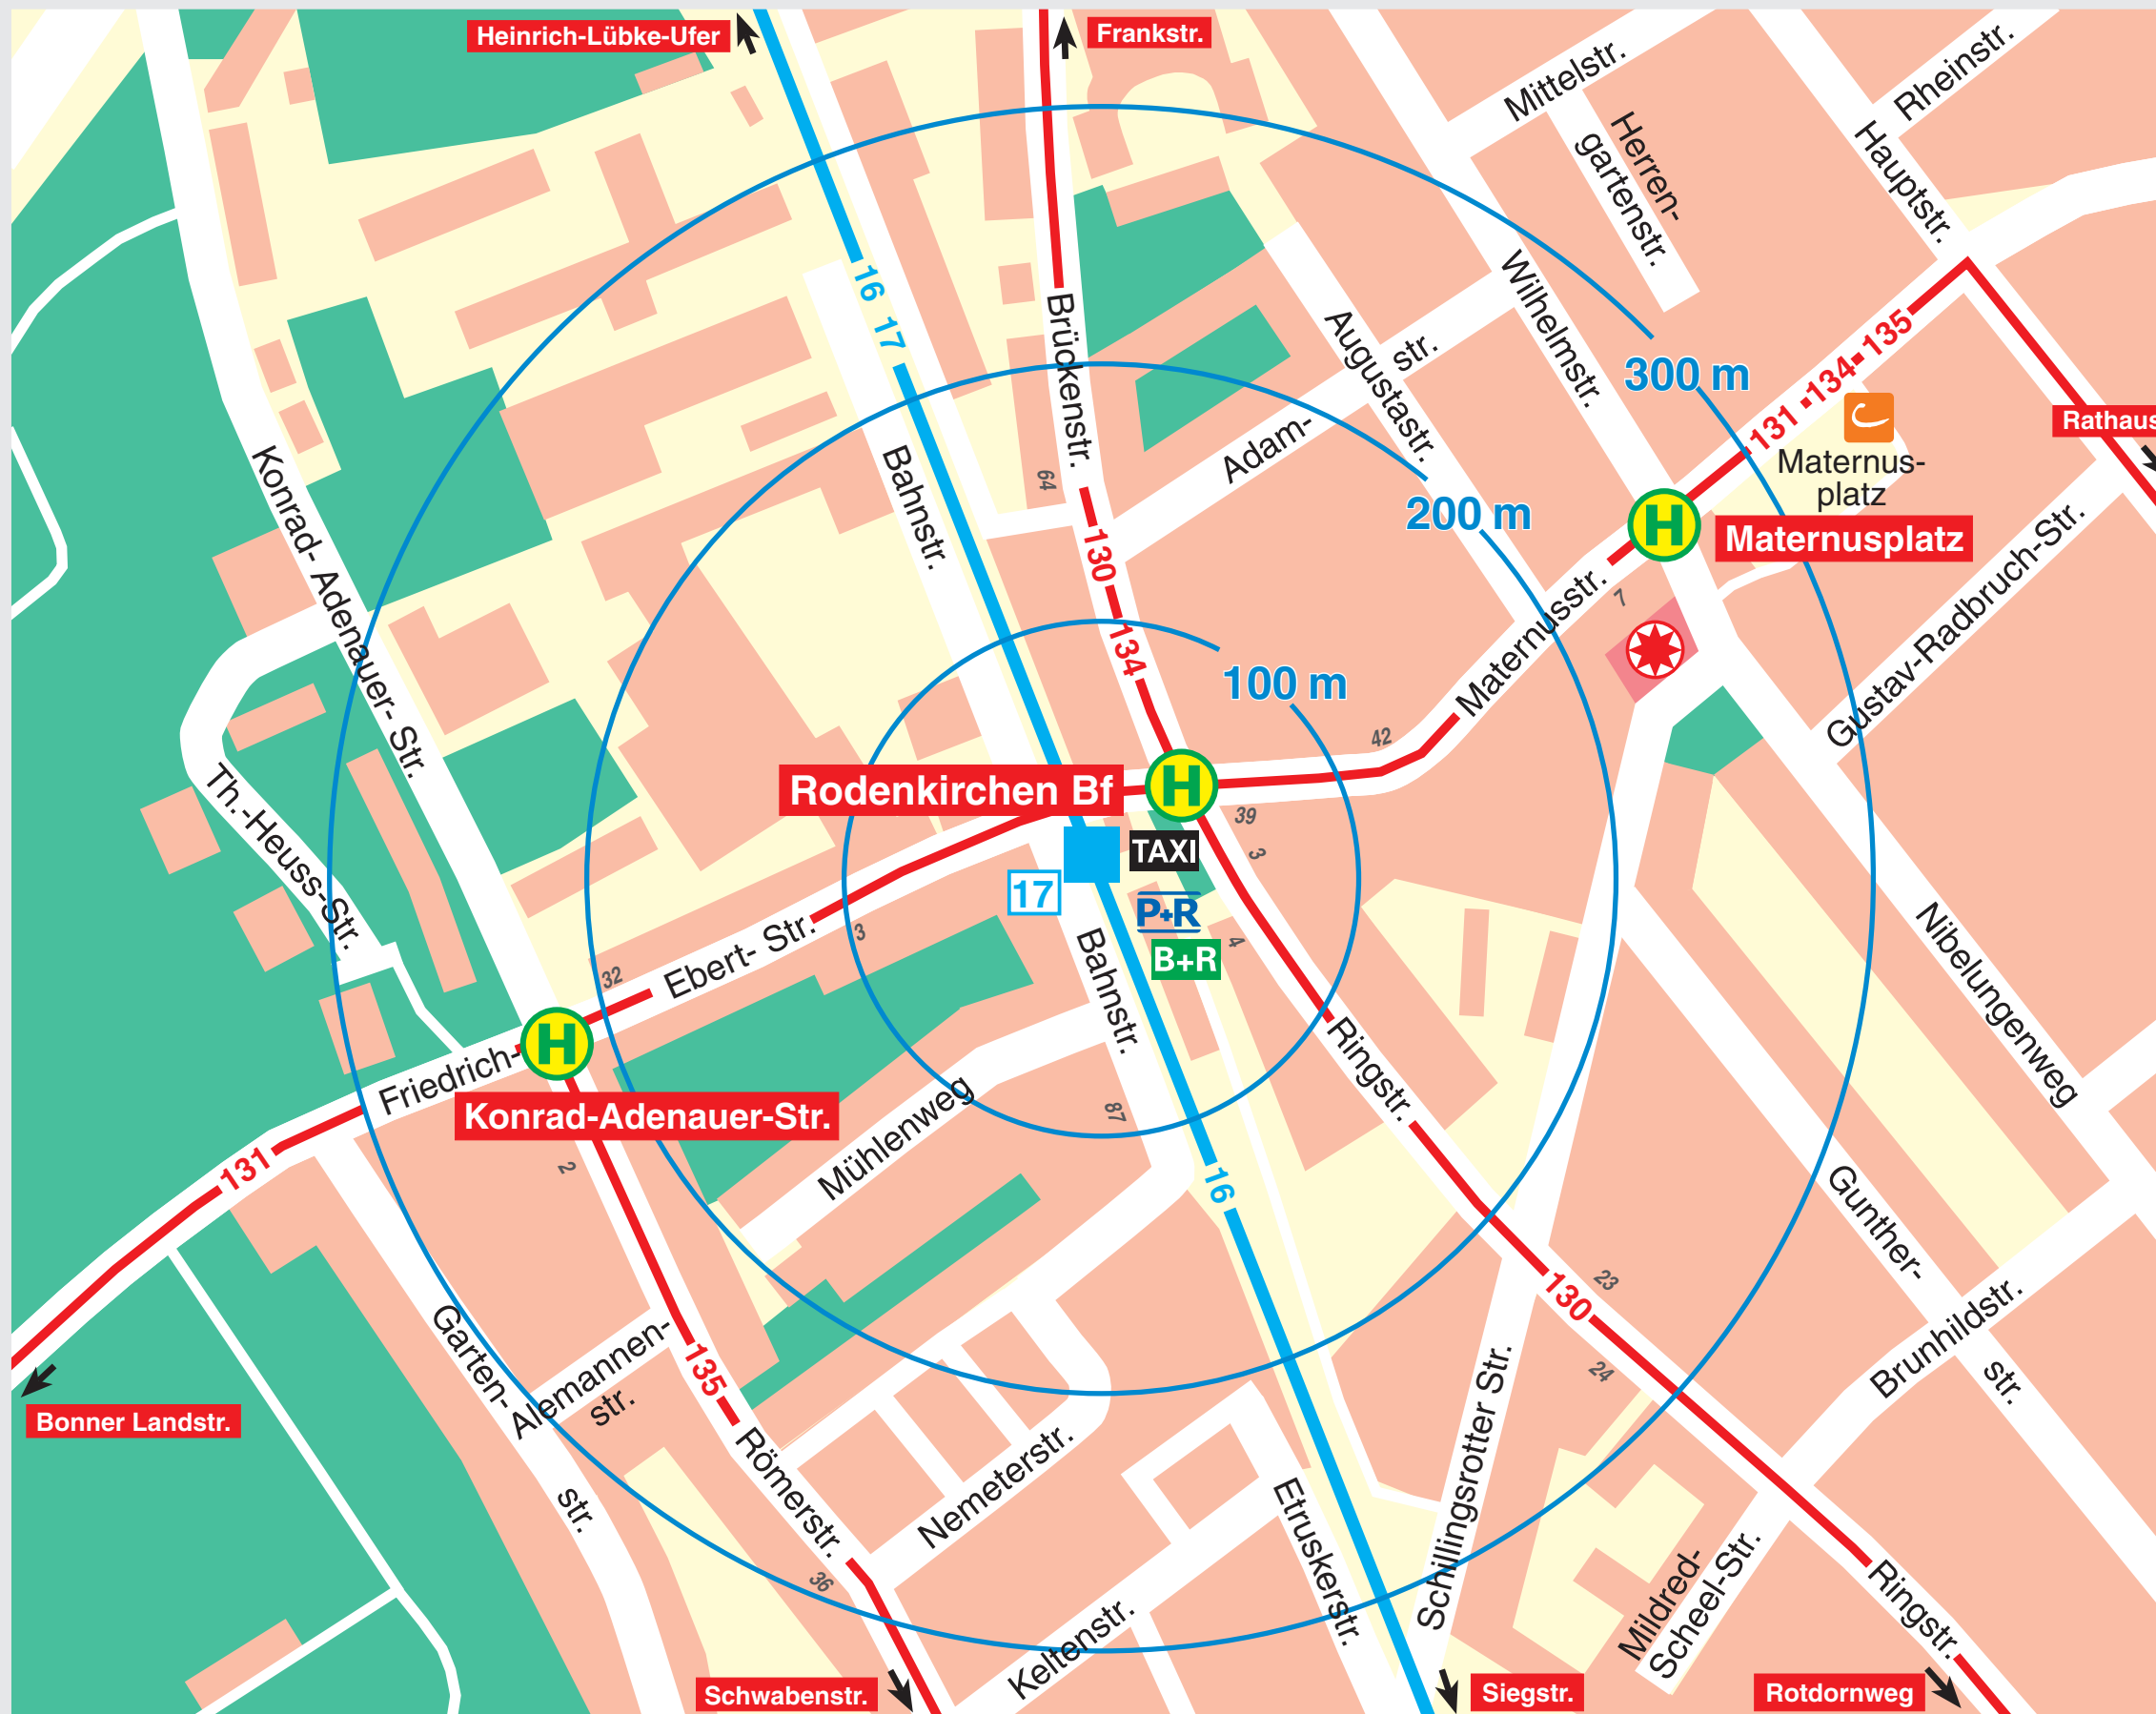 Heinrich-Lübke-Ufer
Frankstr.
Mittelstr.
Rheinstr.
Herren-
gartenstr.
Hauptstr.
16
17
Brückenstr.
Wilhelmstr.
Augustastr.
Adam-
str.
300 m
131
134
135
Maternus-
platz
Rathaus
Maternusplatz
H
200 m
Konrad-
Adenauer-
Str.
Bahnstr.
64
130
134
Maternusstr.
7
Gustav-Radbruch-Str.
100 m
42
Rodenkirchen Bf
H
39
3
TAXI
17
P+R
B+R
4
Th.-Heuss-Str.
Ebert-
Str.
3
32
H
Friedrich-
Konrad-Adenauer-Str.
2
131
Bahnstr.
87
Mühlenweg
Ringstr.
Nibelungenweg
16
Gunther-
str.
23
130
24
Brunhildstr.
Bonner Landstr.
Garten-
str.
Alemannen-
str.
135
Römerstr.
36
Nemeterstr.
Etruskerstr.
Schillingsrotter Str.
Keltenstr.
Mildred-
Scheel-Str.
Ringstr.
Schwabenstr.
Siegstr.
Rotdornweg